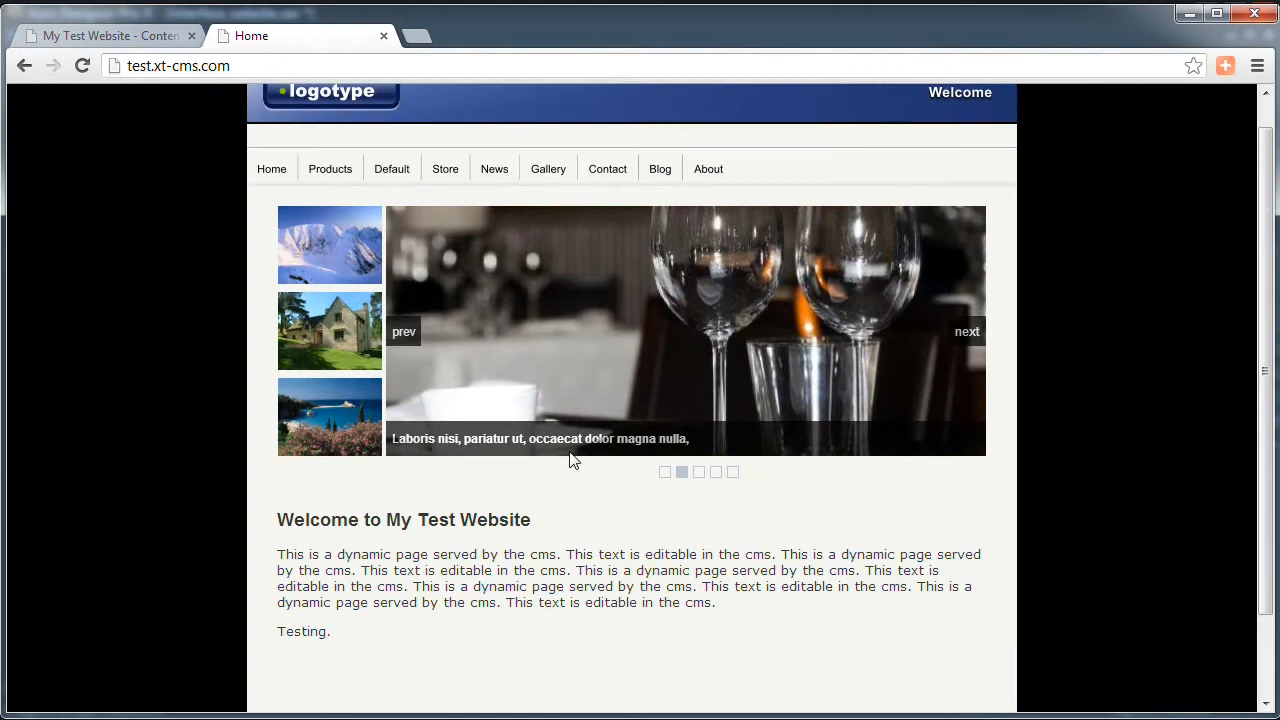 My Test Website - Conten
Home
test.xt-cms.com
logotype
Welcome
Home Products Default Store News Gallery Contact Blog About
prev
next
Laboris nisi, pariatur ut, occaecat dolor magna nulla,
Welcome to My Test Website
This is a dynamic page served by the cms. This text is editable in the cms. This is a dynamic page served
by the cms. This text is editable in the cms. This is a dynamic page served by the cms. This text is
editable in the cms. This is a dynamic page served by the cms. This text is editable in the cms. This is a
dynamic page served by the cms. This text is editable in the cms.
Testing.